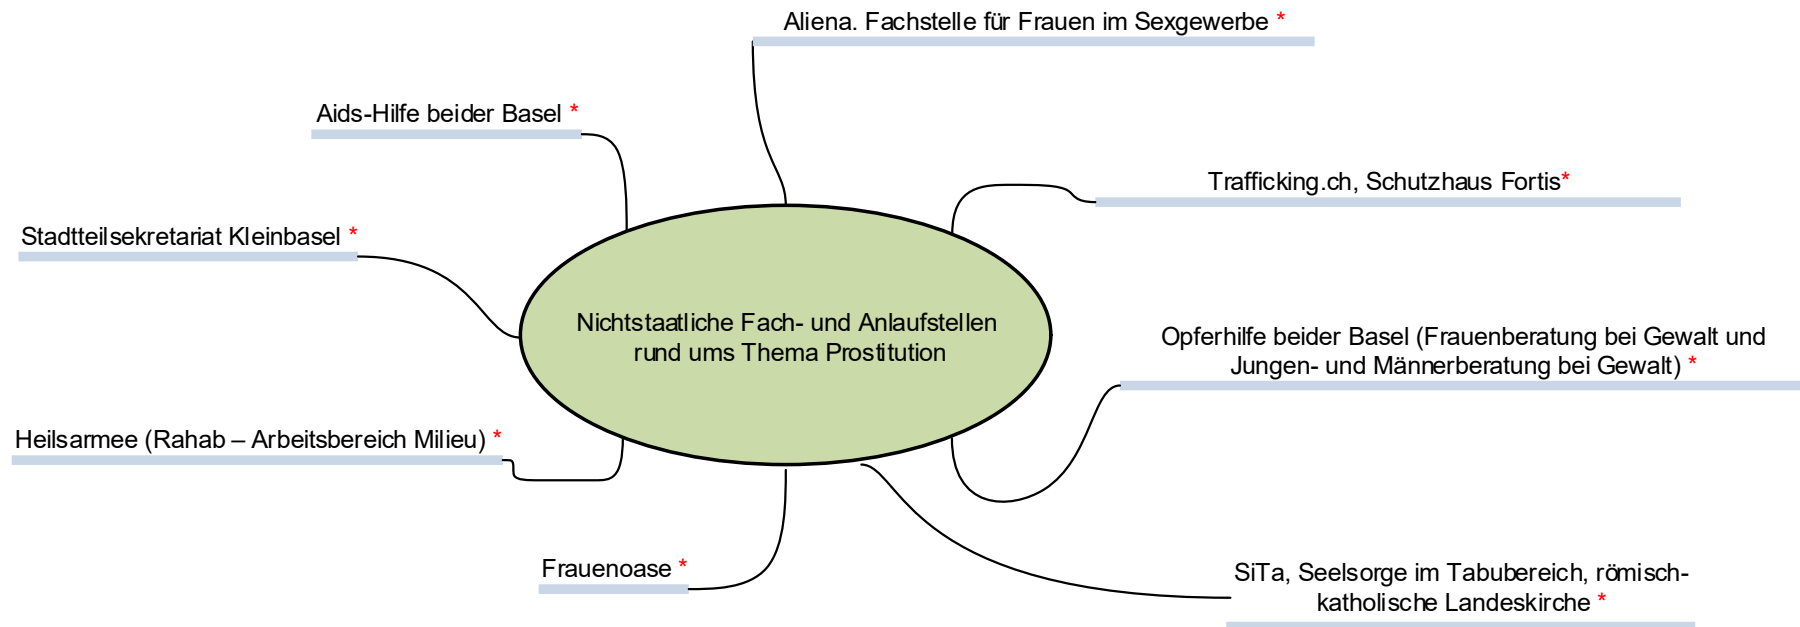 Aliena. Fachstelle für Frauen im Sexgewerbe *
Aids-Hilfe beider Basel *
Trafficking.ch, Schutzhaus Fortis*
Stadtteilsekretariat Kleinbasel *
Nichtstaatliche Fach- und Anlaufstellen
rund ums Thema Prostitution
Opferhilfe beider Basel (Frauenberatung bei Gewalt und
Jungen- und Männerberatung bei Gewalt) *
Heilsarmee (Rahab – Arbeitsbereich Milieu) *
Frauenoase *
SiTa, Seelsorge im Tabubereich, römisch-
katholische Landeskirche *